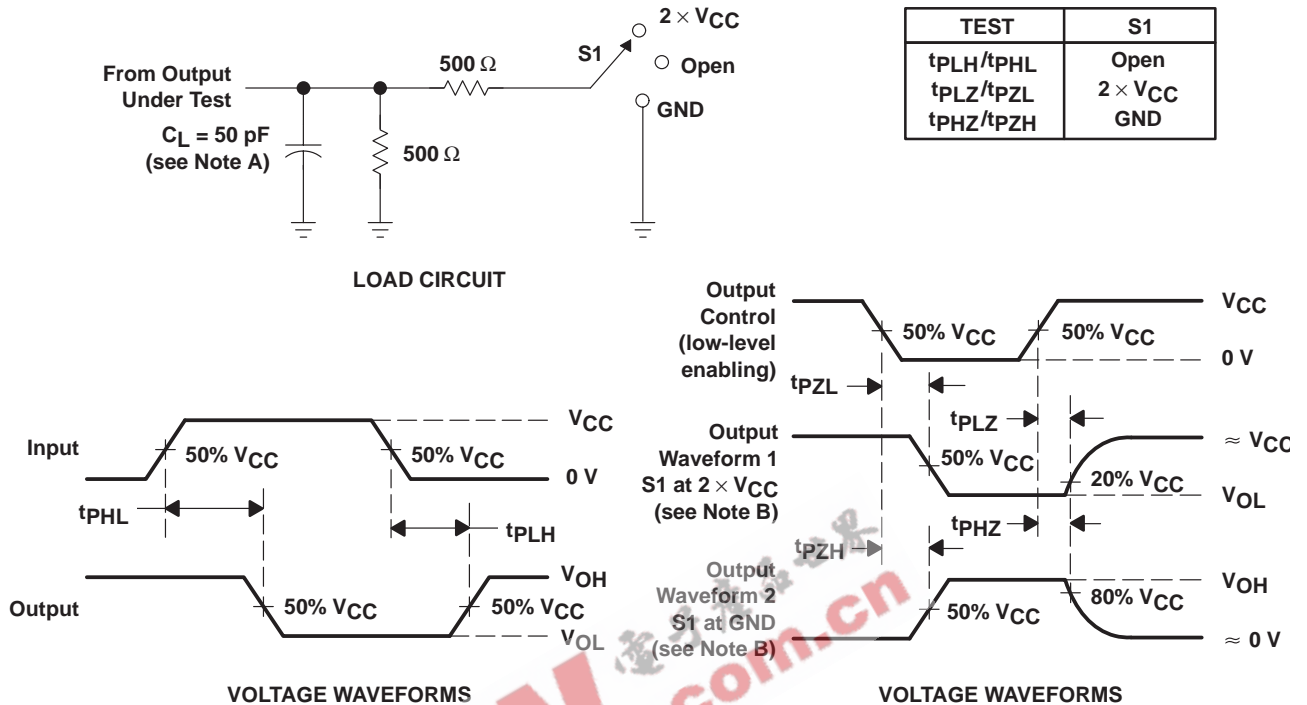 2 × VCC
S1
500 Ω
Open
GND
From Output
Under Test
CL = 50 pF
(see Note A)
500 Ω
LOAD CIRCUIT
TEST S1
tPLH/tPHL Open
tPLZ/tPZL 2 × VCC
tPHZ/tPZH GND
Input
VCC
50% VCC
50% VCC
0 V
tPHL
tPLH
Output
VOH
50% VCC
50% VCC
VOL
VOLTAGE WAVEFORMS
Output
Control
(low-level
enabling)
VCC
50% VCC
50% VCC
0 V
tPZL
tPLZ
Output
Waveform 1
S1 at 2 × VCC
(see Note B)
≈ VCC
50% VCC
20% VCC
VOL
tPHZ
tPZH
Output
Waveform 2
S1 at GND
(see Note B)
VOH
50% VCC
80% VCC
≈ 0 V
VOLTAGE WAVEFORMS
com.cn